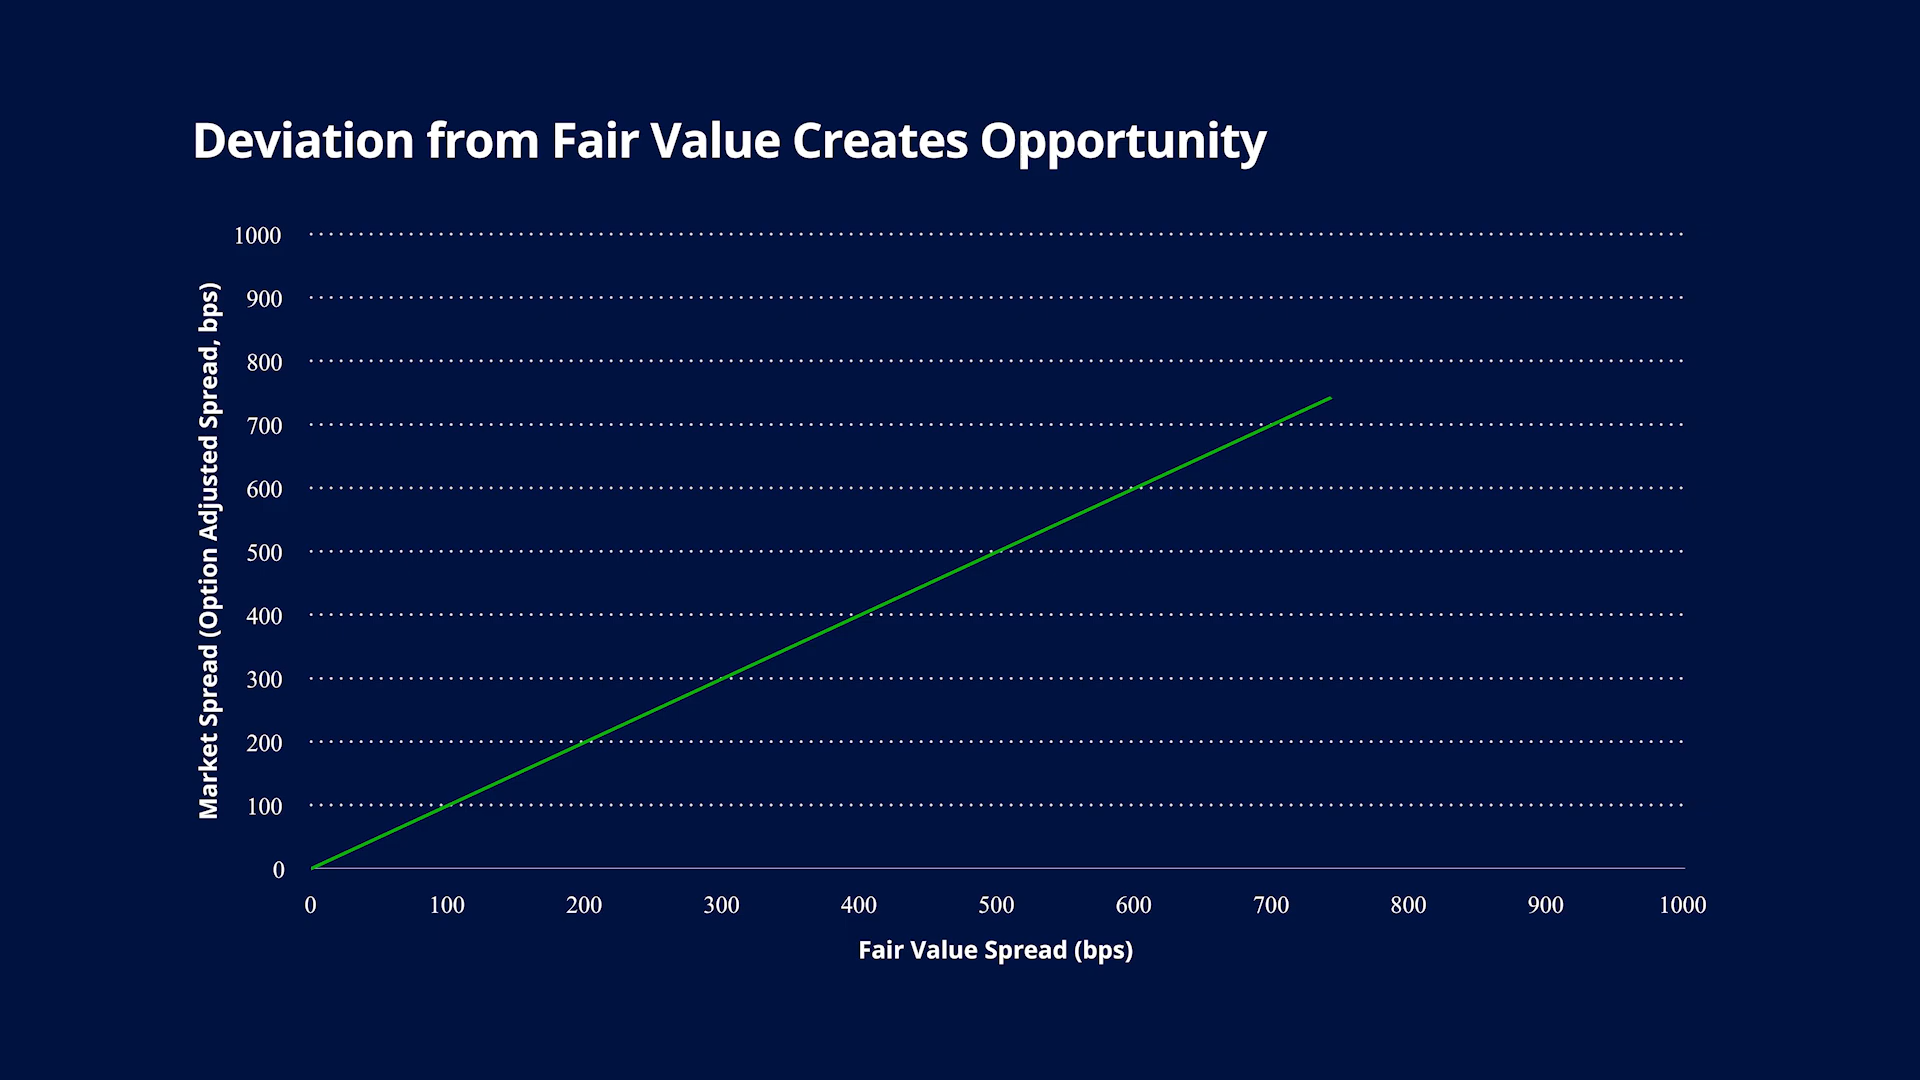 Deviation from Fair Value Creates Opportunity
Market Spread (Option Adjusted Spread, bps)
1000
900
800
700
600
500
400
300
200
100
0
0 100 200 300 400 500 600 700 800 900 1000
Fair Value Spread (bps)